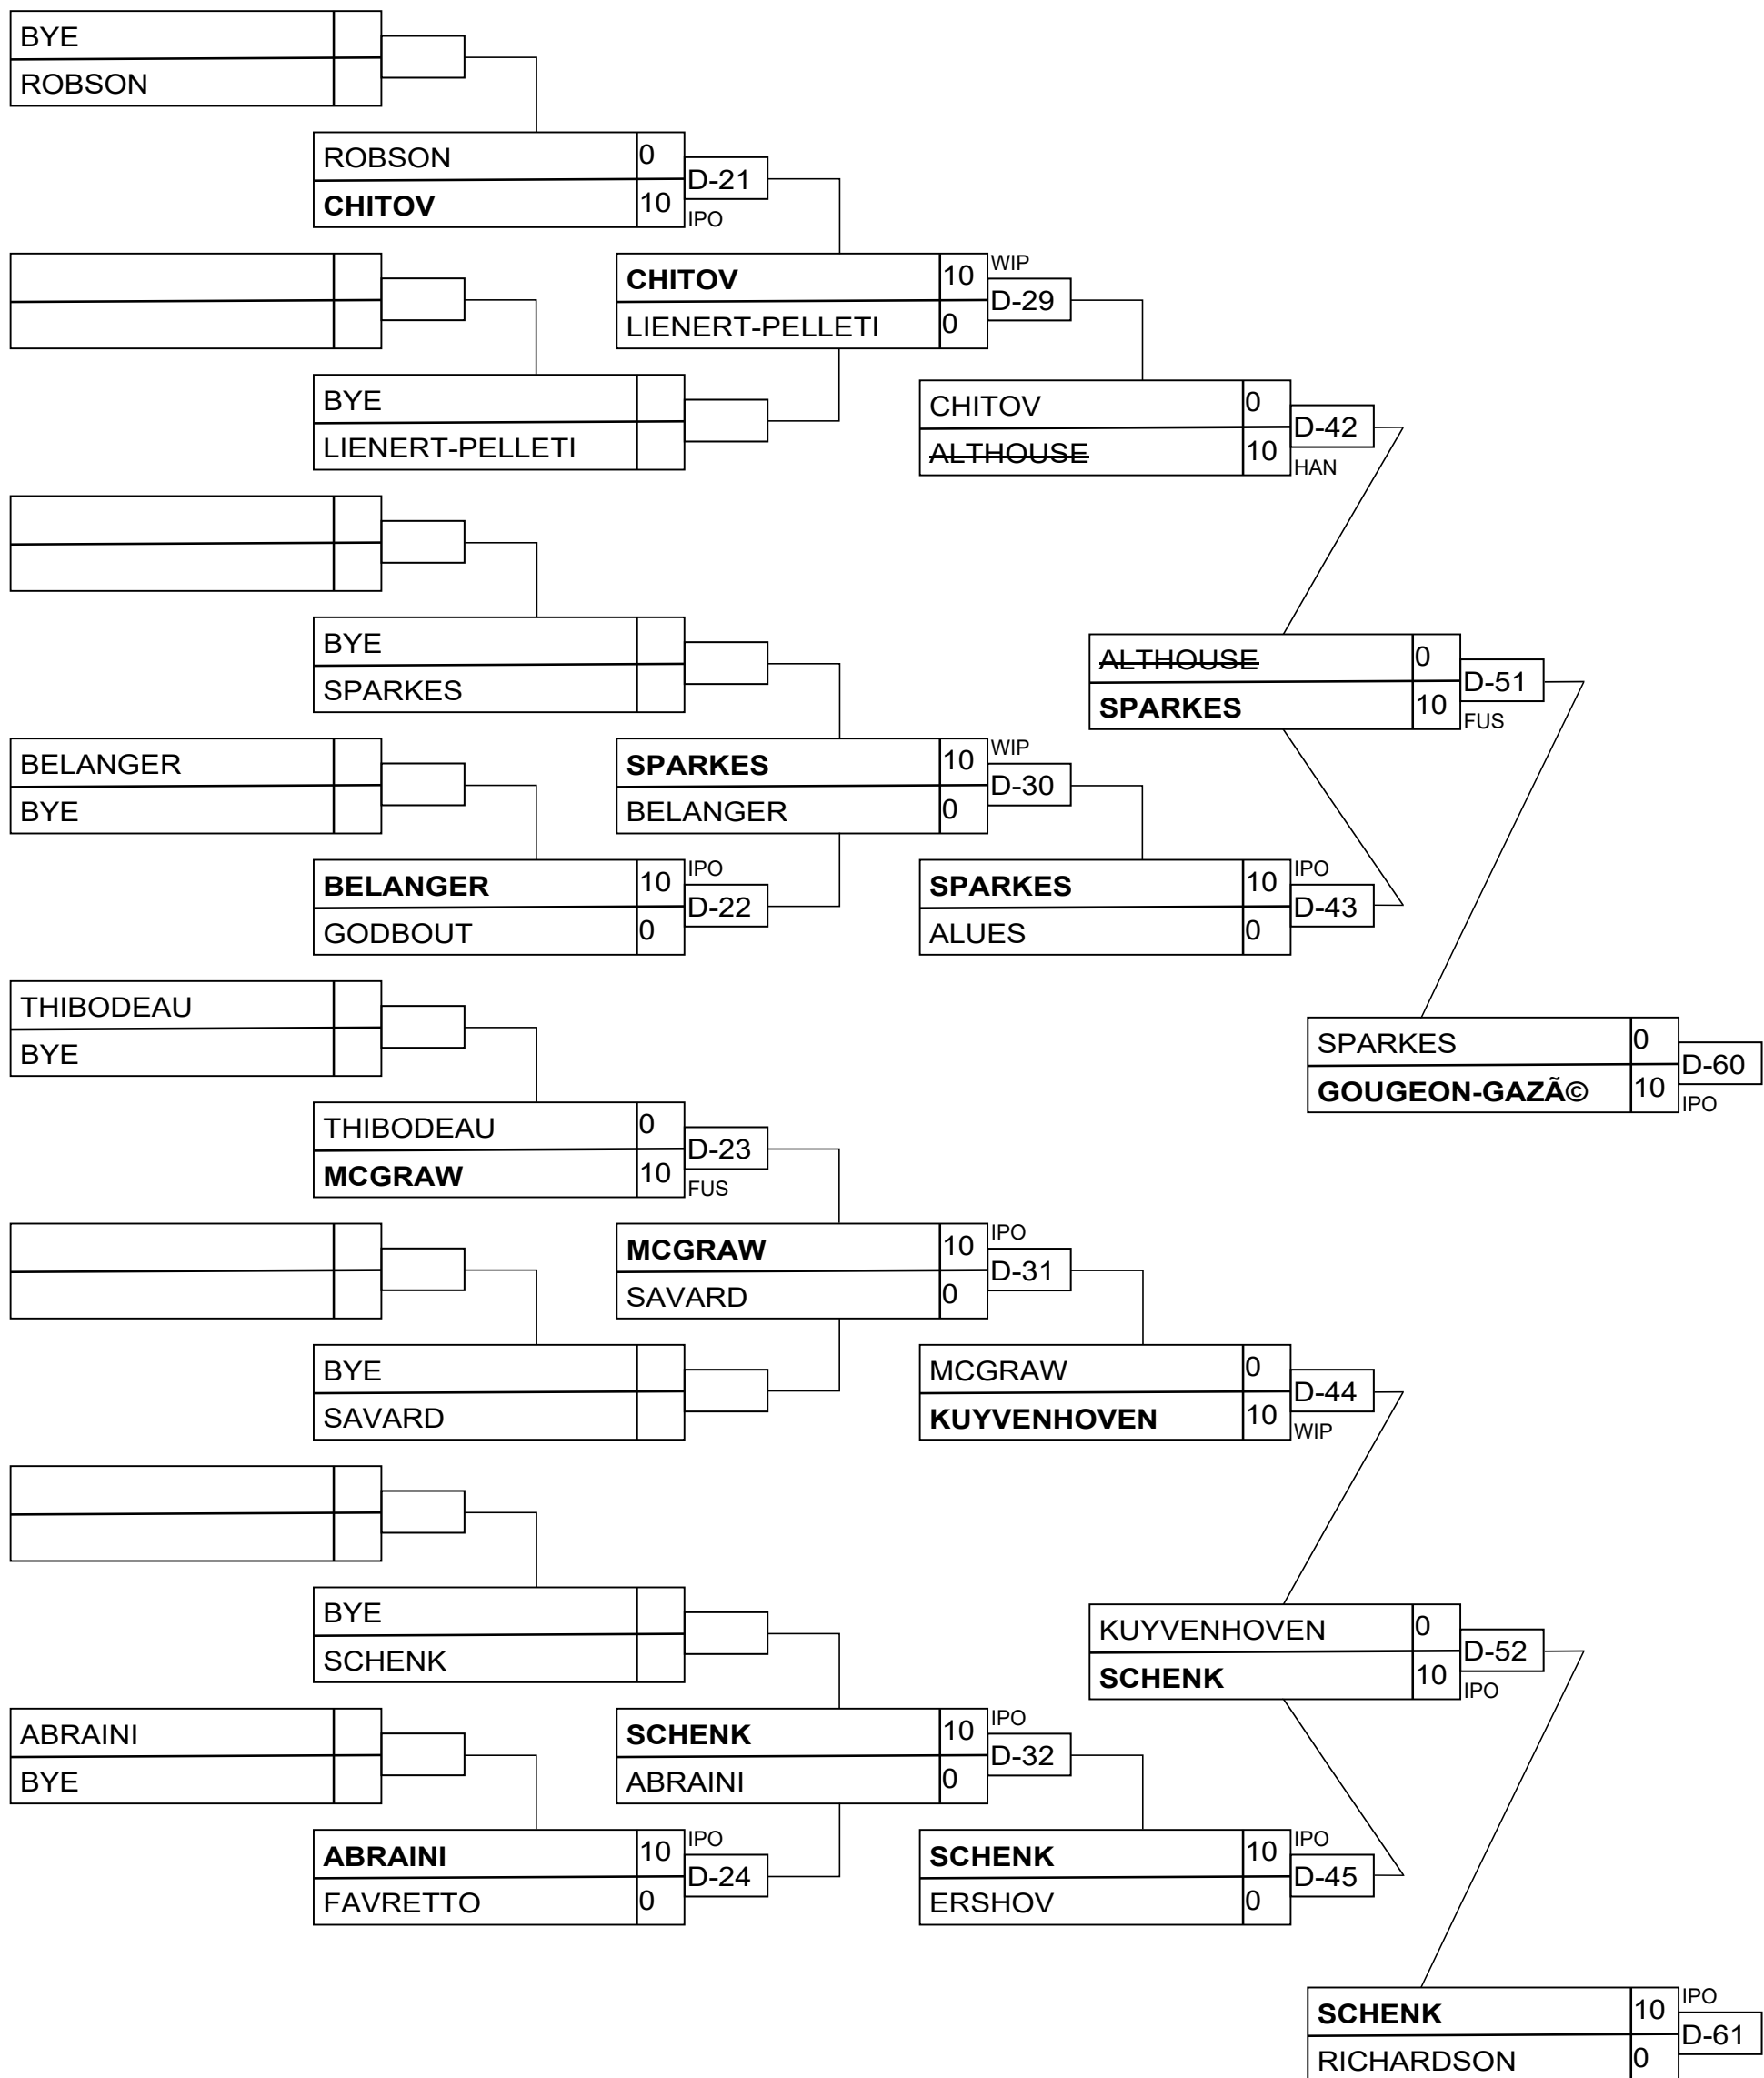 BYE
ROBSON
ROBSON 0
D-21
CHITOV 10
IPO
CHITOV 10
WIP
D-29
LIENERT-PELLETI 0
BYE
LIENERT-PELLETI
CHITOV 0
D-42
ALTHOUSE 10
HAN
BYE
SPARKES
ALTHOUSE 0
D-51
SPARKES 10
FUS
BELANGER
BYE
SPARKES 10
WIP
D-30
BELANGER 0
BELANGER 10
IPO
D-22
GODBOUT 0
SPARKES 10
IPO
D-43
ALUES 0
THIBODEAU
BYE
SPARKES 0
D-60
GOUGEON-GAZÃ© 10
IPO
THIBODEAU 0
D-23
MCGRAW 10
FUS
MCGRAW 10
IPO
D-31
SAVARD 0
BYE
SAVARD
MCGRAW 0
D-44
KUYVENHOVEN 10
WIP
BYE
SCHENK
KUYVENHOVEN 0
D-52
SCHENK 10
IPO
ABRAINI
BYE
SCHENK 10
IPO
D-32
ABRAINI 0
ABRAINI 10
IPO
D-24
FAVRETTO 0
SCHENK 10
IPO
D-45
ERSHOV 0
SCHENK 10
IPO
D-61
RICHARDSON 0